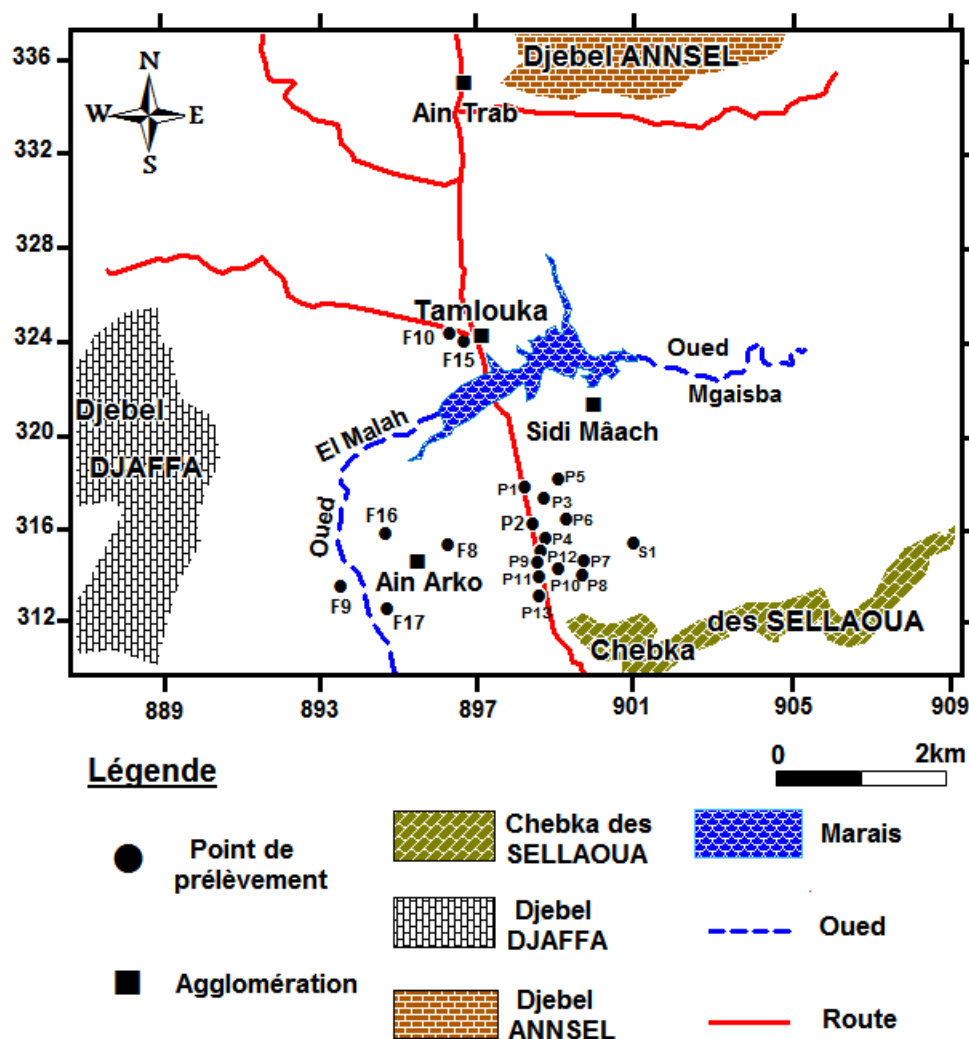 336
332
328
324
320
316
312
N
W
E
S
Djebel ANNSEL
Ain Trab
Tamlouka
F10
F15
Oued
Mgaisba
El Malah
Oued
Sidi Mâach
Djebel
DJAFFA
P1
P5
P3
P2
P6
P4
P12
P9
P7
P11
P10
P8
P13
S1
F16
F8
Ain Arko
F9
F17
des SELLAOUA
Chebka
889
893
897
901
905
909
0
2km
Légende
Point de
prélèvement
Agglomération
Chebka des
SELLAOUA
Djebel
DJAFFA
Djebel
ANNSEL
Marais
Oued
Route